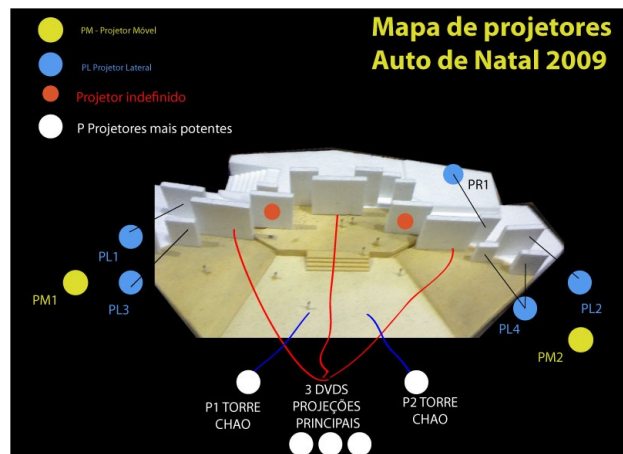 Mapa de projetores
Auto de Natal 2009
PM - Projetor Móvel
PL Projetor Lateral
Projetor indefinido
P Projetores mais potentes
PR1
PL1
PM1
PL3
PL2
PL4
PM2
P1 TORRE
CHAO
3 DVDS
PROJEÇÕES
PRINCIPAIS
P2 TORRE
CHAO